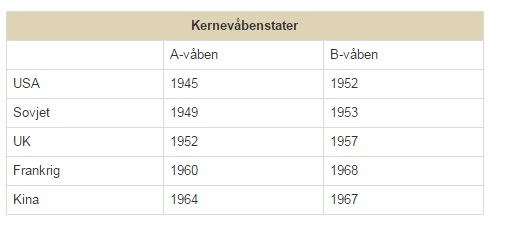 Kernevåbenstater
A-våben B-våben
USA 1945 1952
Sovjet 1949 1953
UK 1952 1957
Frankrig 1960 1968
Kina 1964 1967